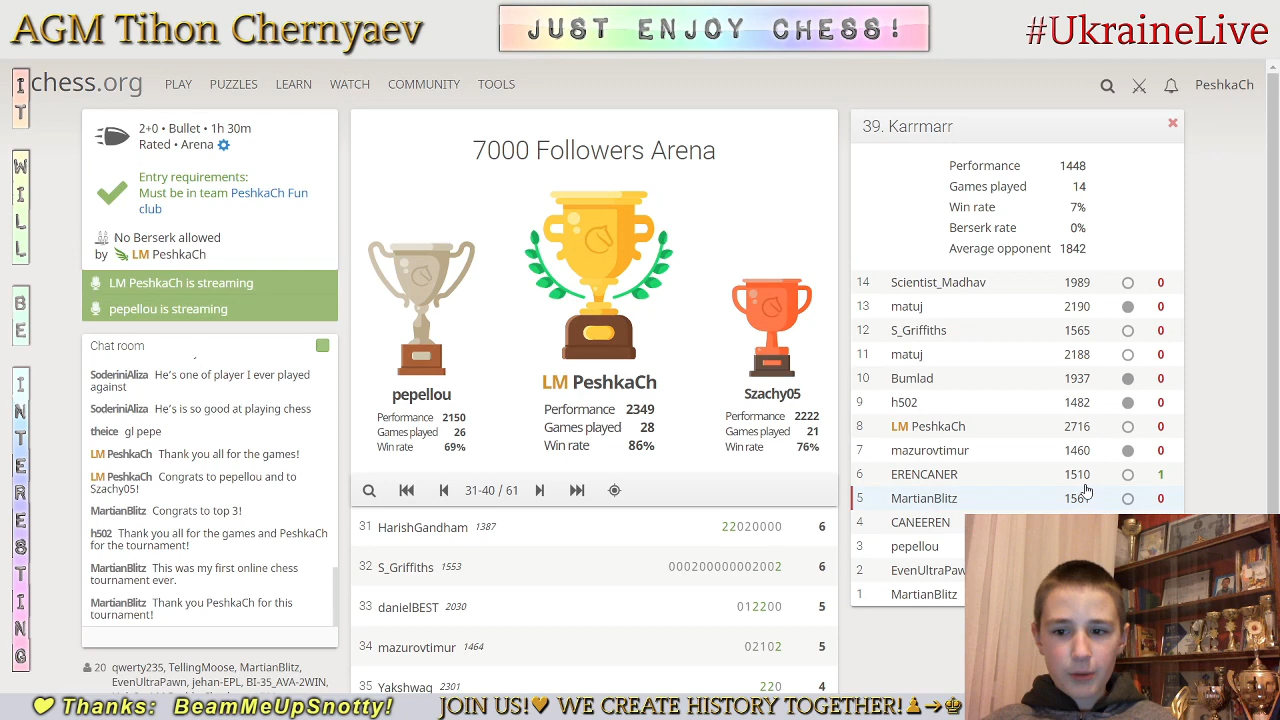 AGM Tihon Chernyaev
JUST ENJOY CHESS!
#UkraineLive
IT WILL BE INTERESTING
chess.org
PLAY
PUZZLES
LEARN
WATCH
COMMUNITY
TOOLS
PeshkaCh
2+0 • Bullet • 1h 30m
Rated • Arena
Entry requirements:
Must be in team PeshkaCh Fun
club
No Berserk allowed
by LM PeshkaCh
LM PeshkaCh is streaming
pepellou is streaming
Chat room
SoderiniAliza He's one of player I ever played
against
SoderiniAliza He's is so good at playing chess
theice gl pepe
LM PeshkaCh Thank you all for the games!
LM PeshkaCh Congrats to pepellou and to
Szachy05!
MartianBlitz Congrats to top 3!
h502 Thank you all for the games and PeshkaCh
for the tournament!
MartianBlitz This was my first online chess
tournament ever.
MartianBlitz Thank you PeshkaCh for this
tournament!
20 qwerty235, TellingMoose, MartianBlitz,
EvenUltraPawn, jehan-EPL, BI-35_AVA-2WIN,
7000 Followers Arena
pepellou
Performance 2150
Games played 26
Win rate 69%
LM PeshkaCh
Performance 2349
Games played 28
Win rate 86%
Szachy05
Performance 2222
Games played 21
Win rate 76%
31-40 / 61
31 HarishGandham 1387 22020000 6
32 S_Griffiths 1553 000200000002002 6
33 danielBEST 2030 012200 5
34 mazurovtimur 1464 02102 5
35 Yakshwag 2301 220 4
39. Karrmarr
Performance 1448
Games played 14
Win rate 7%
Berserk rate 0%
Average opponent 1842
14 Scientist_Madhav 1989 0
13 matuj 2190 0
12 S_Griffiths 1565 0
11 matuj 2188 0
10 Bumlad 1937 0
9 h502 1482 0
8 LM PeshkaCh 2716 0
7 mazurovtimur 1460 0
6 ERENCANER 1510 1
5 MartianBlitz 0
4 CANEEREN
3 pepellou
2 EvenUltraPaw
1 MartianBlitz
Thanks: BeamMeUpSnotty!
JOIN US! WE CREATE HISTORY TOGETHER!